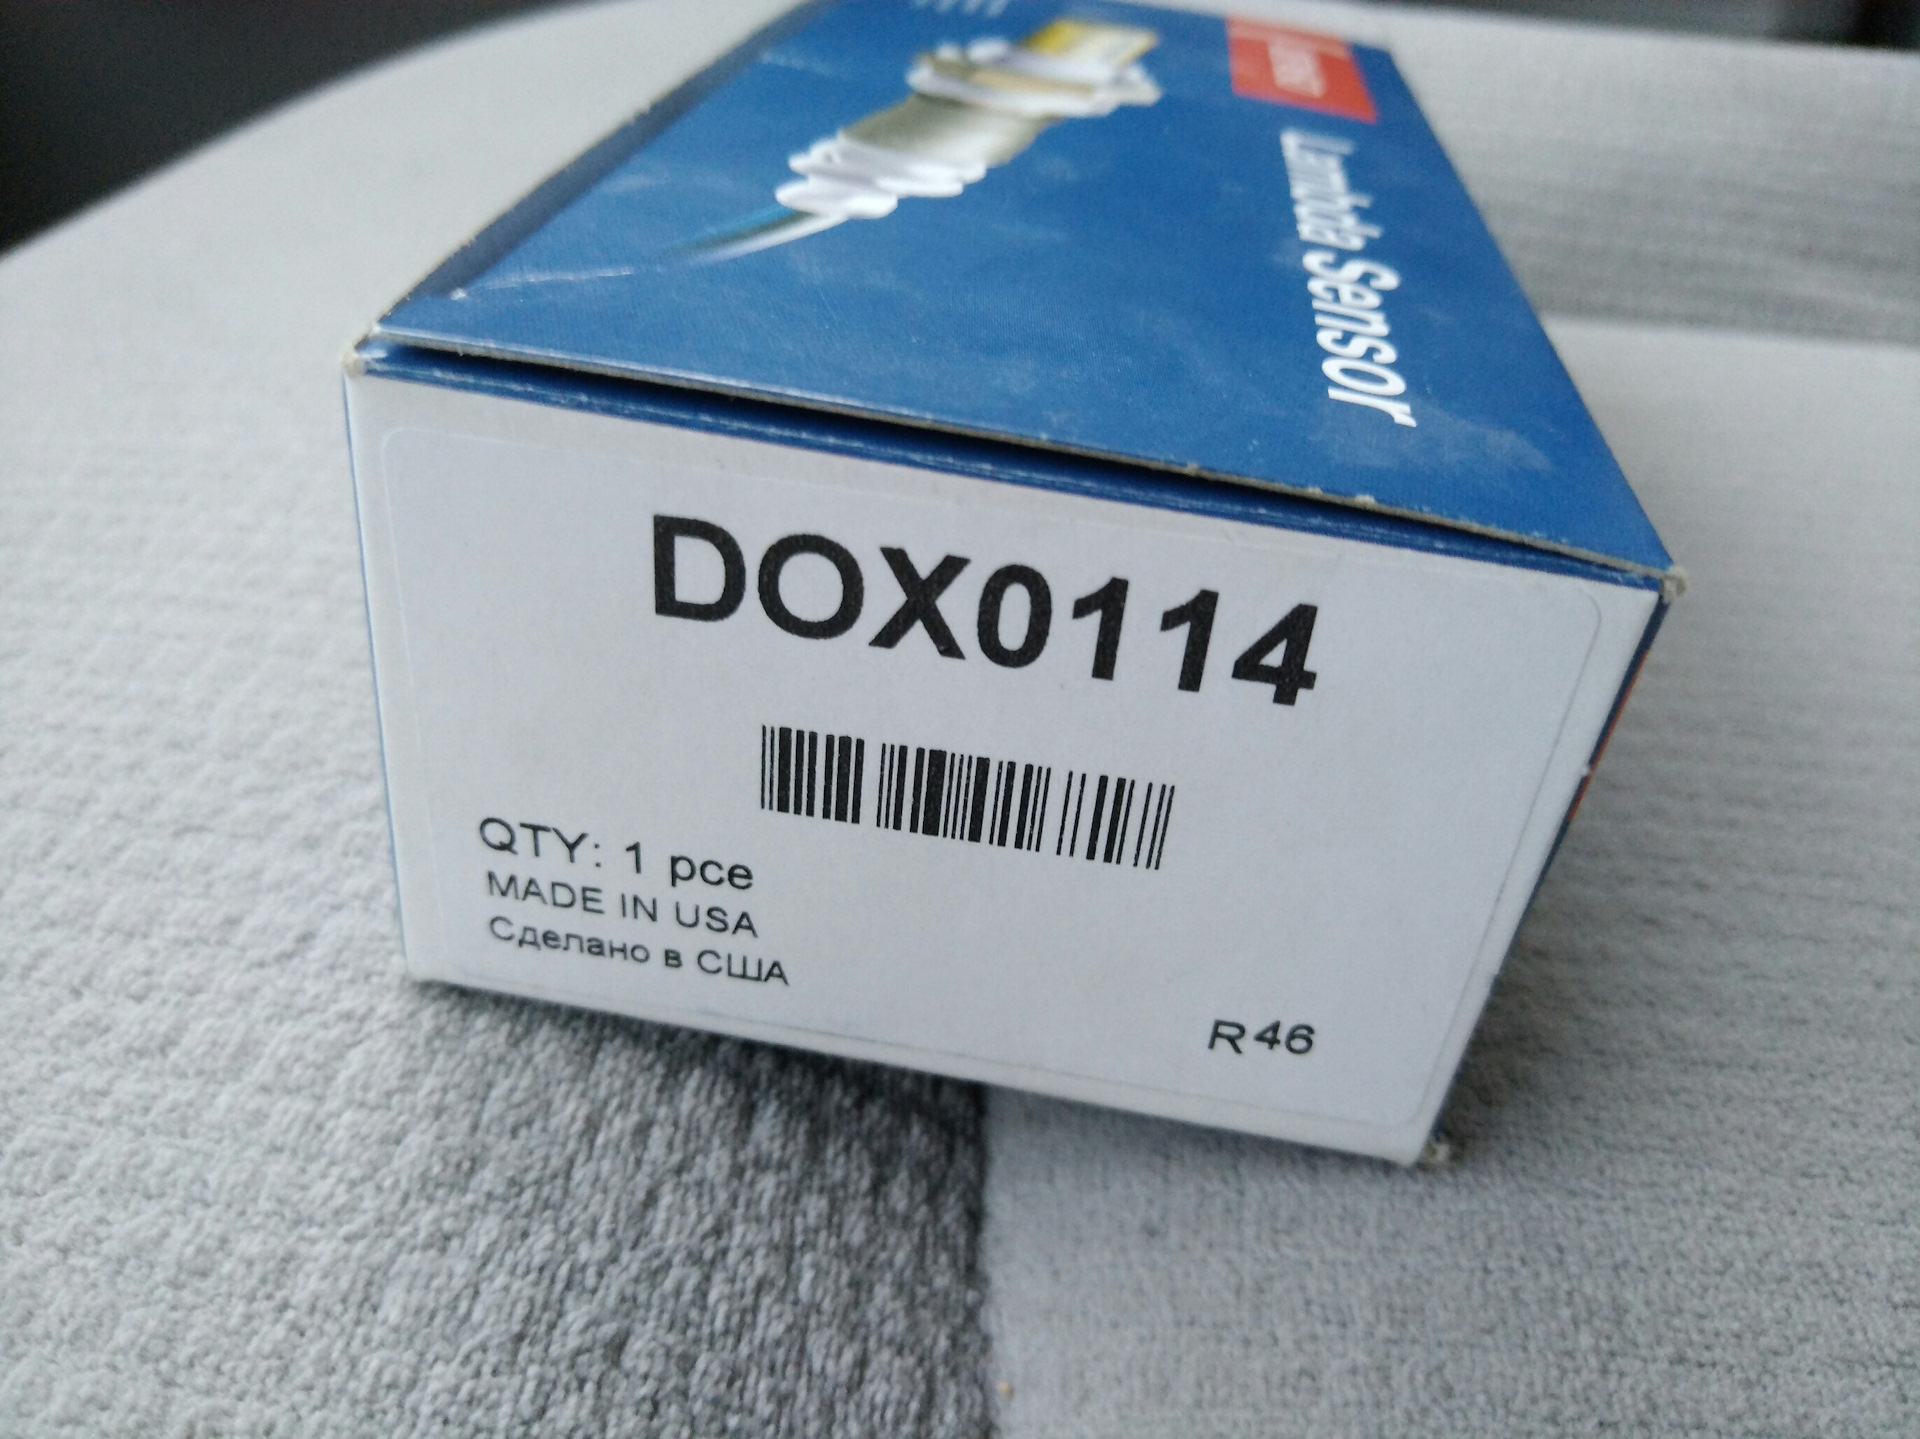 Lambda Sensor
DOX0114
QTY: 1 pce
MADE IN USA
Сделано в США
R46